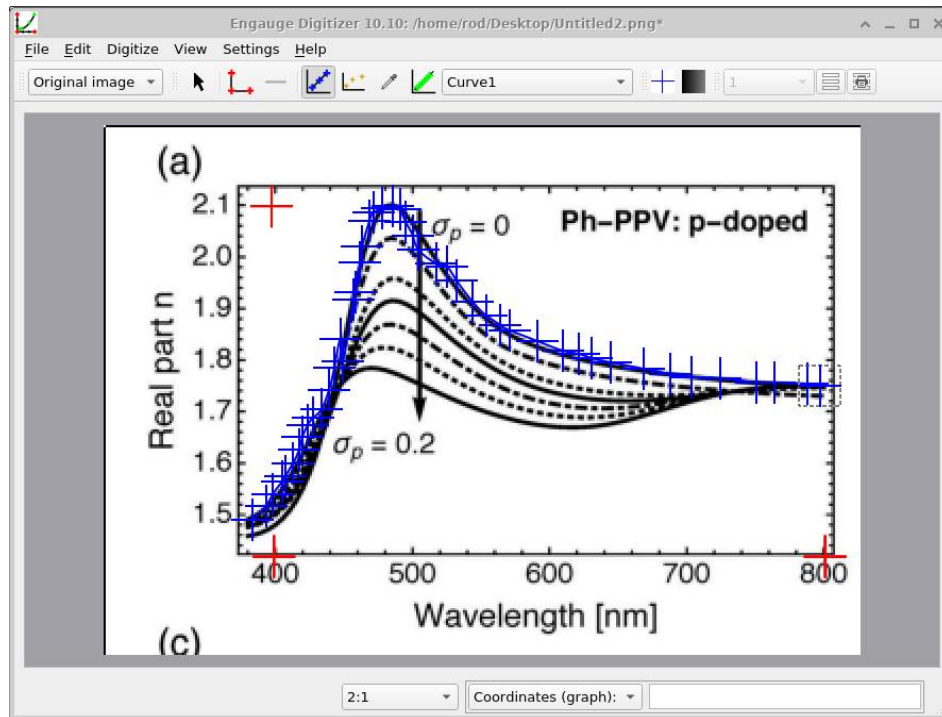 Engauge Digitizer 10.10: /home/rod/Desktop/Untitled2.png*
File Edit Digitize View Settings Help
Original image Curve1 1
(a)
2.1
2.0
1.9
1.8
1.7
1.6
1.5
Real part n
σp = 0
Ph-PPV: p-doped
σp = 0.2
400 500 600 700 800
Wavelength [nm]
(c)
2:1 Coordinates (graph):